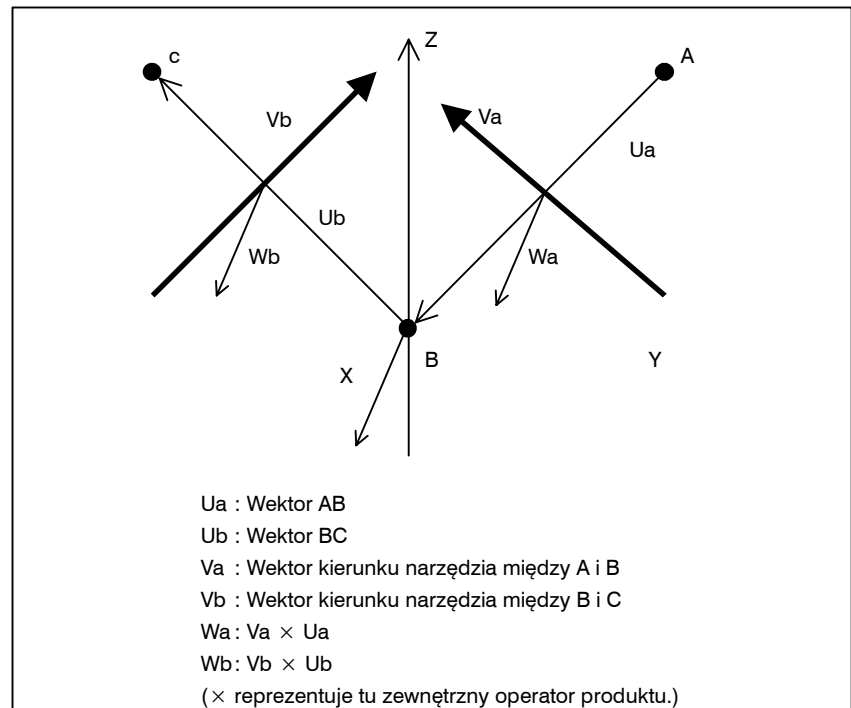 c
Z
A
Vb
Va
Ua
Ub
Wb
Wa
X
B
Y
Ua : Wektor AB
Ub : Wektor BC
Va : Wektor kierunku narzędzia między A i B
Vb : Wektor kierunku narzędzia między B i C
Wa : Va × Ua
Wb: Vb × Ub
(× reprezentuje tu zewnętrzny operator produktu.)